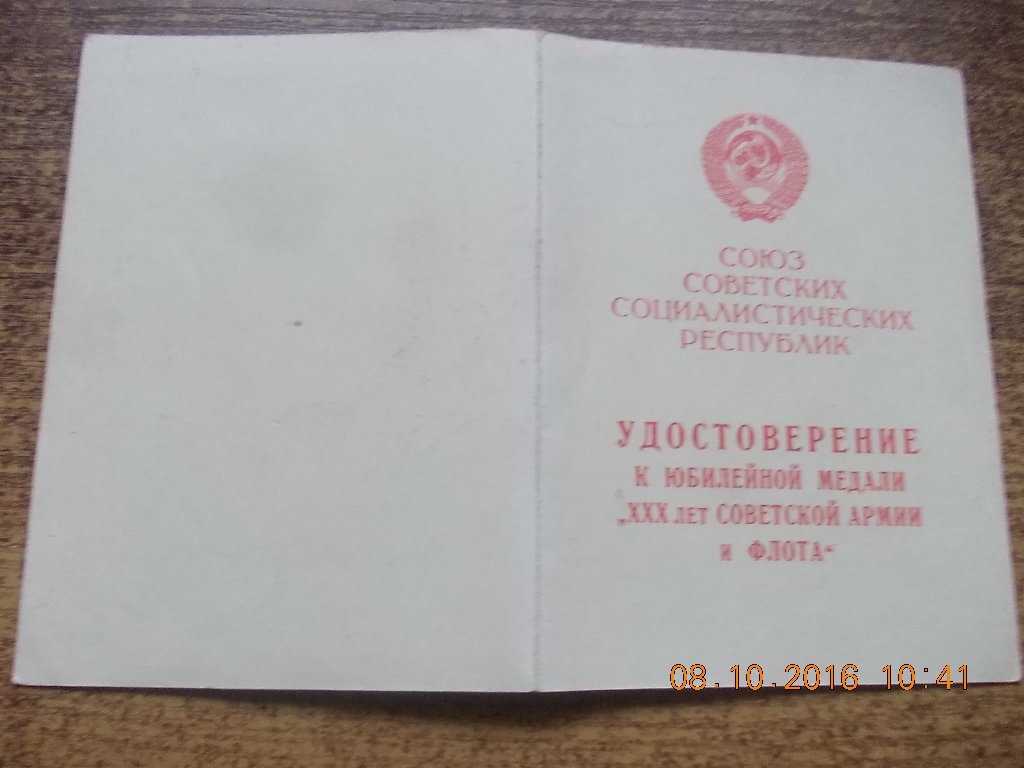 СОЮЗ
СОВЕТСКИХ
СОЦИАЛИСТИЧЕСКИХ
РЕСПУБЛИК
УДОСТОВЕРЕНИЕ
К ЮБИЛЕЙНОЙ МЕДАЛИ
„XXX лет СОВЕТСКОЙ АРМИИ
и ФЛОТА“
08.10.2016 10:41